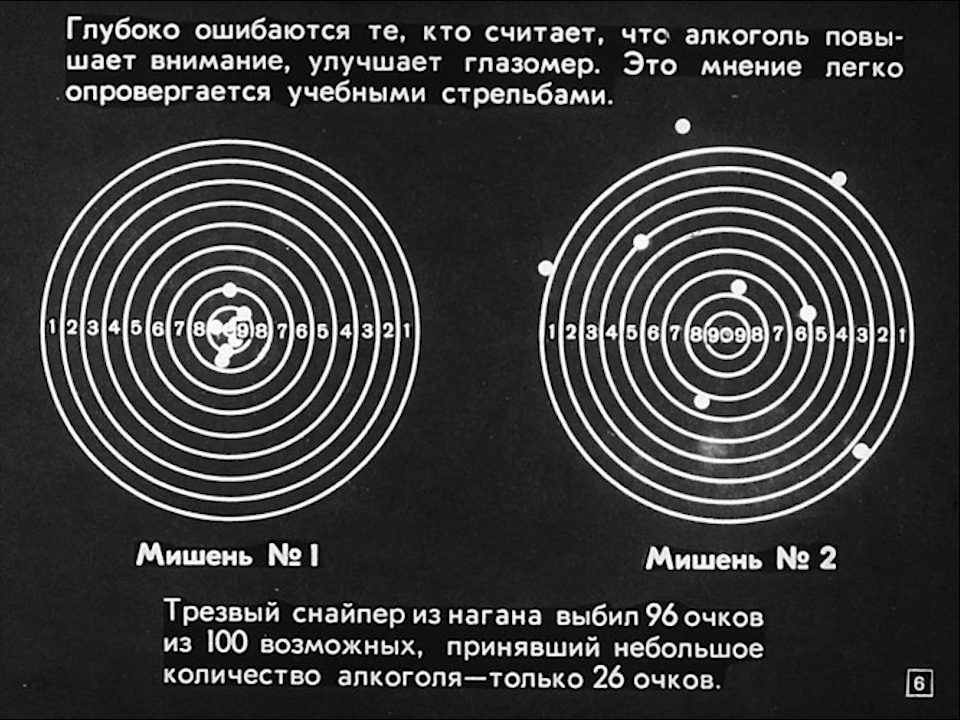 Глубоко ошибаются те, кто считает, что алкоголь повы-
шает внимание, улучшает глазомер. Это мнение легко
опровергается учебными стрельбами.
1 2 3 4 5 6 7 8 9 8 7 6 5 4 3 2 1
1 2 3 4 5 6 7 8 9 9 8 7 6 5 4 3 2 1
Мишень № 1
Мишень № 2
Трезвый снайпер из нагана выбил 96 очков
из 100 возможных, принявший небольшое
количество алкоголя—только 26 очков.
6